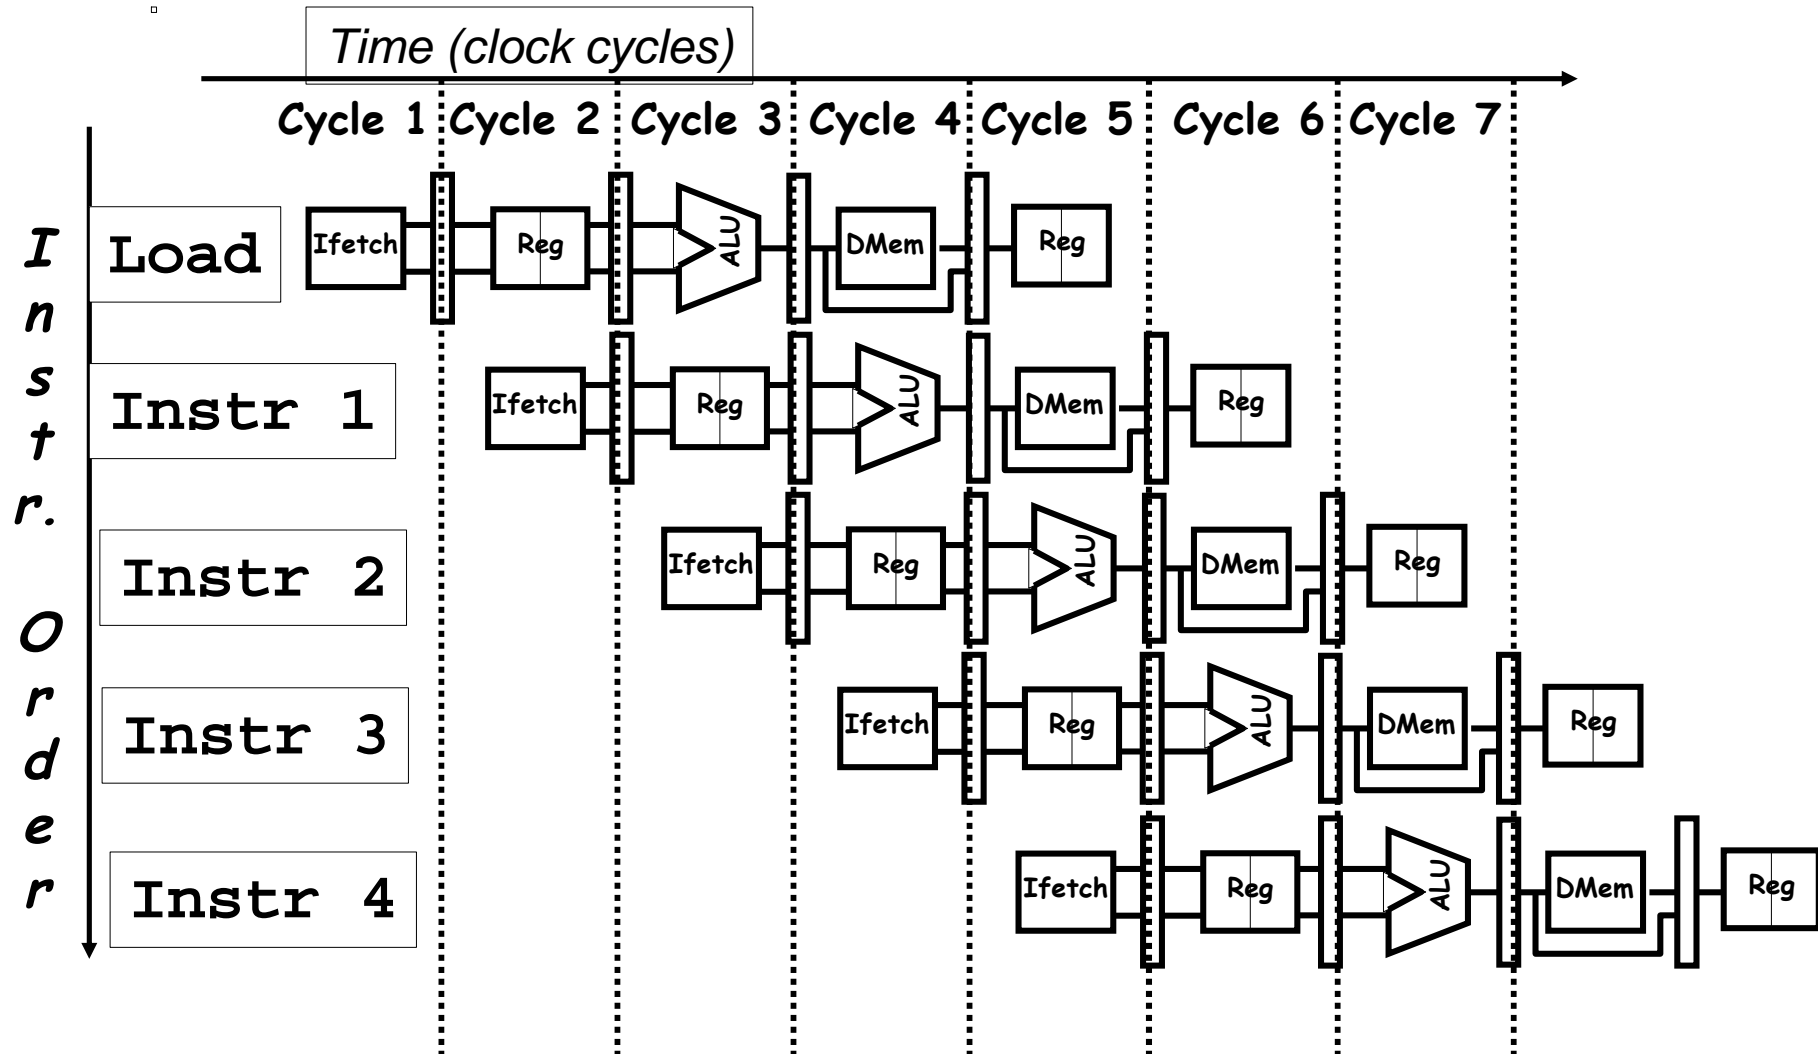 Time (clock cycles)
Cycle 1 Cycle 2 Cycle 3 Cycle 4 Cycle 5 Cycle 6 Cycle 7
Instr. Order
Load Ifetch Reg ALU DMem Reg
Instr 1 Ifetch Reg ALU DMem Reg
Instr 2 Ifetch Reg ALU DMem Reg
Instr 3 Ifetch Reg ALU DMem Reg
Instr 4 Ifetch Reg ALU DMem Reg